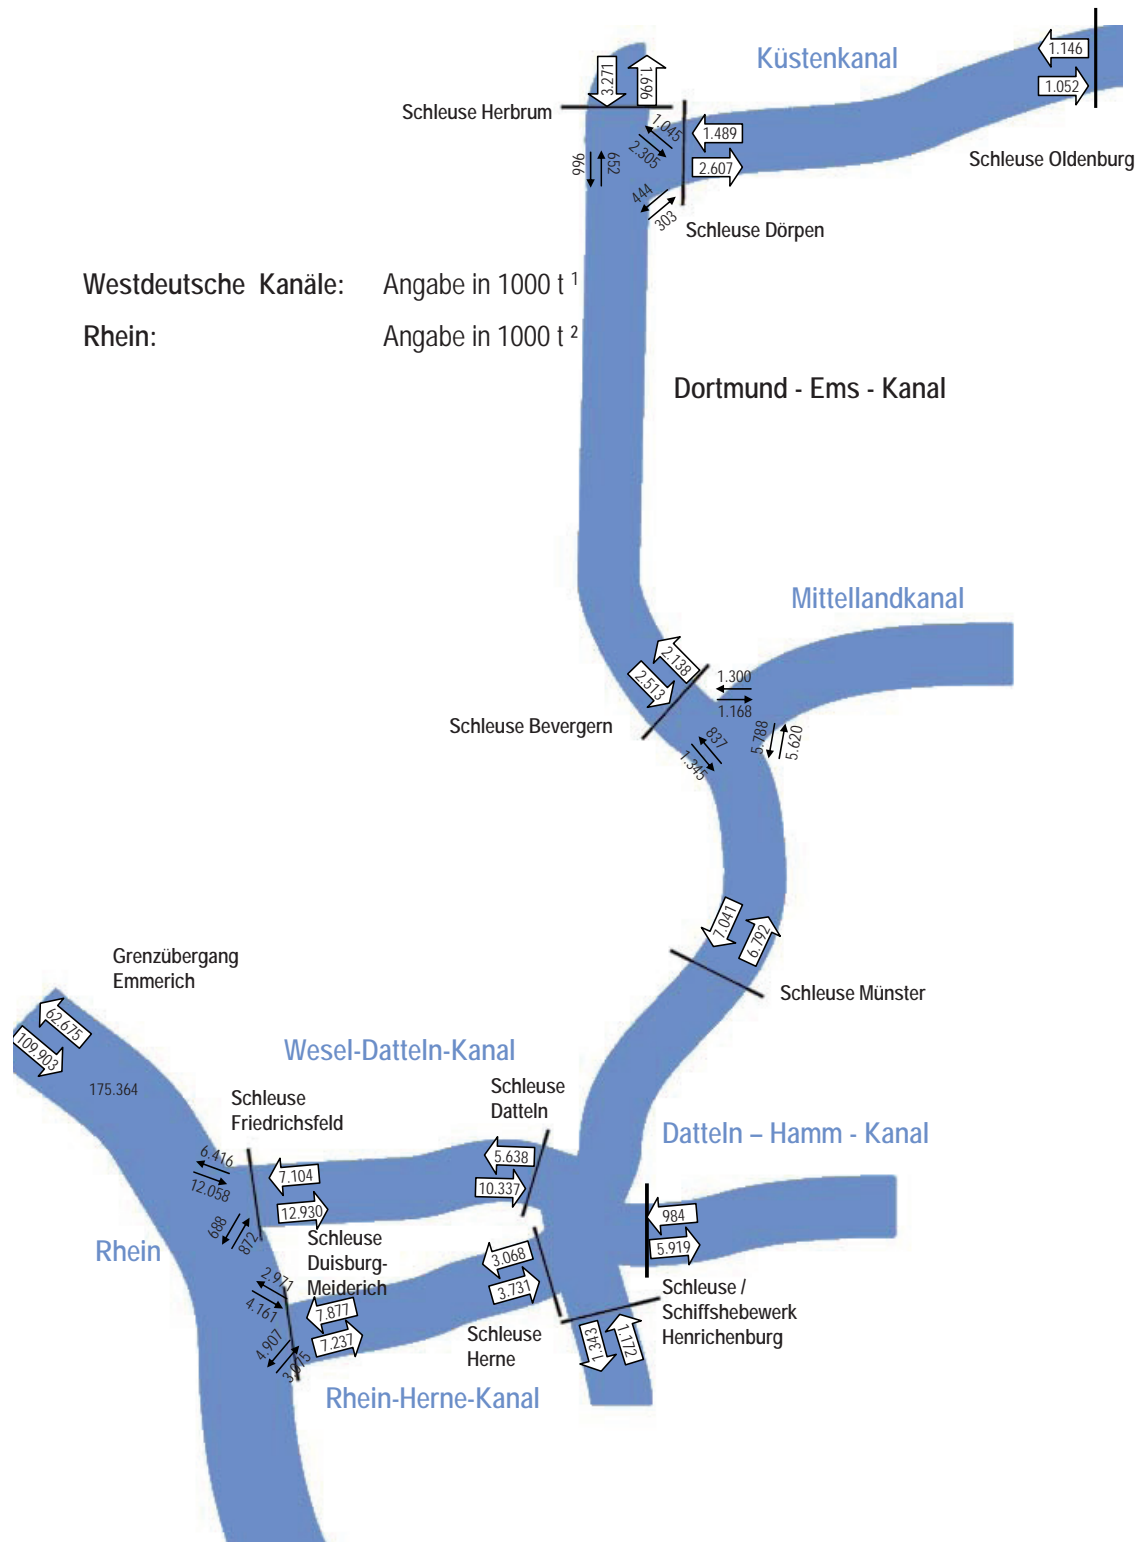 Küstenkanal
1.146
1.052
3.271
1.696
Schleuse Herbrum
1.045
2.305
1.489
2.607
Schleuse Oldenburg
966
652
444
303
Schleuse Dörpen
Westdeutsche Kanäle: Angabe in 1000 t ¹
Rhein: Angabe in 1000 t ²
Dortmund - Ems - Kanal
Mittellandkanal
2.138
2.513
1.300
1.168
Schleuse Bevergern
837
1.345
5.788
5.620
7.041
6.792
Schleuse Münster
Grenzübergang
Emmerich
62.675
109.903
175.364
Wesel-Datteln-Kanal
Schleuse
Friedrichsfeld
Schleuse
Datteln
Datteln – Hamm - Kanal
6.416
12.058
7.104
12.930
5.638
10.337
984
5.919
688
872
Rhein
Schleuse
Duisburg-
Meiderich
3.068
3.731
2.971
4.161
7.877
7.237
4.907
3.075
Schleuse
Herne
Schleuse /
Schiffshebewerk
Henrichenburg
1.343
1.172
Rhein-Herne-Kanal